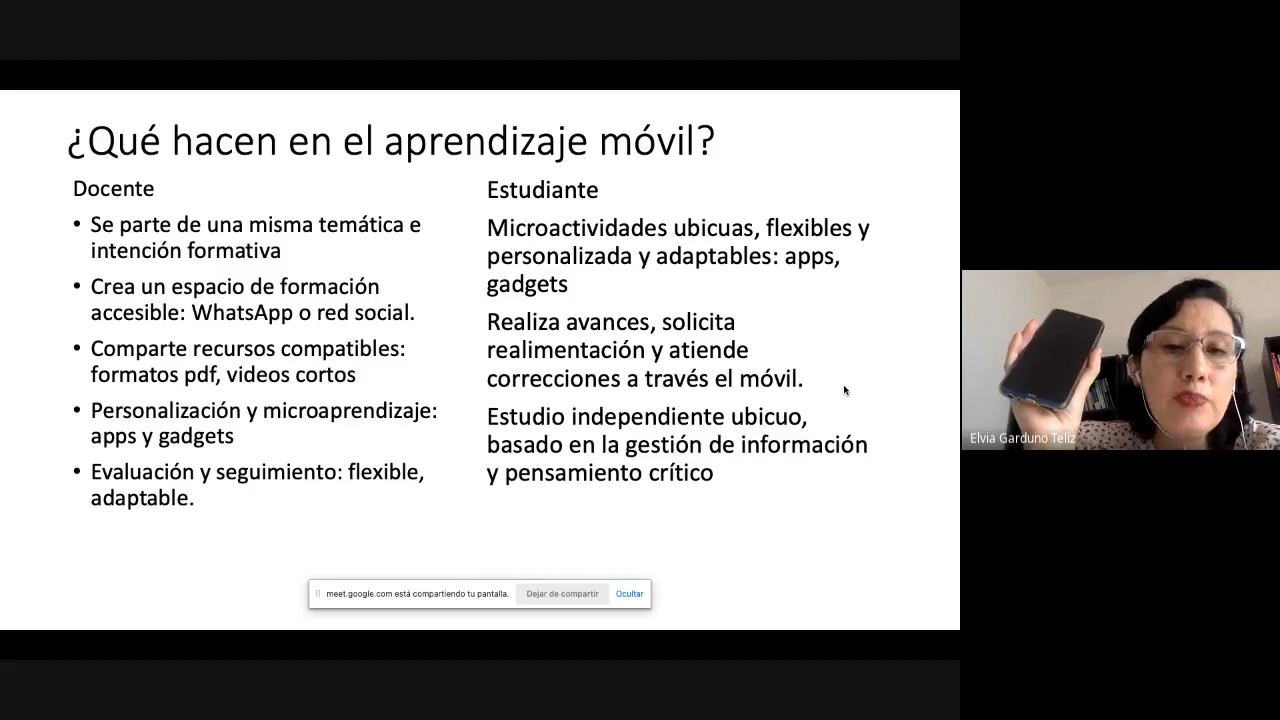 ¿Qué hacen en el aprendizaje móvil?
Docente
• Se parte de una misma temática e
intención formativa
• Crea un espacio de formación
accesible: WhatsApp o red social.
• Comparte recursos compatibles:
formatos pdf, videos cortos
• Personalización y microaprendizaje:
apps y gadgets
• Evaluación y seguimiento: flexible,
adaptable.
Estudiante
Microactividades ubicuas, flexibles y
personalizada y adaptables: apps,
gadgets
Realiza avances, solicita
realimentación y atiende
correcciones a través el móvil.
Estudio independiente ubicuo,
basado en la gestión de información
y pensamiento crítico
Elvia Garduno Teliz
meet.google.com está compartiendo tu pantalla. Dejar de compartir Ocultar